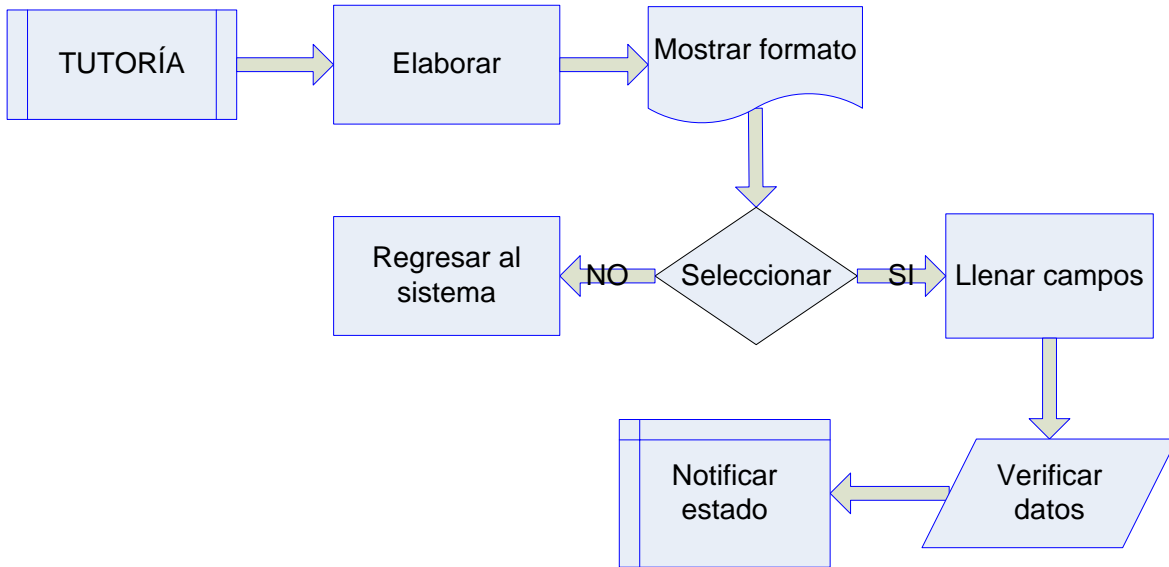 TUTORÍA
Elaborar
Mostrar formato
Regresar al
sistema
NO
Seleccionar
SI
Llenar campos
Notificar
estado
Verificar
datos